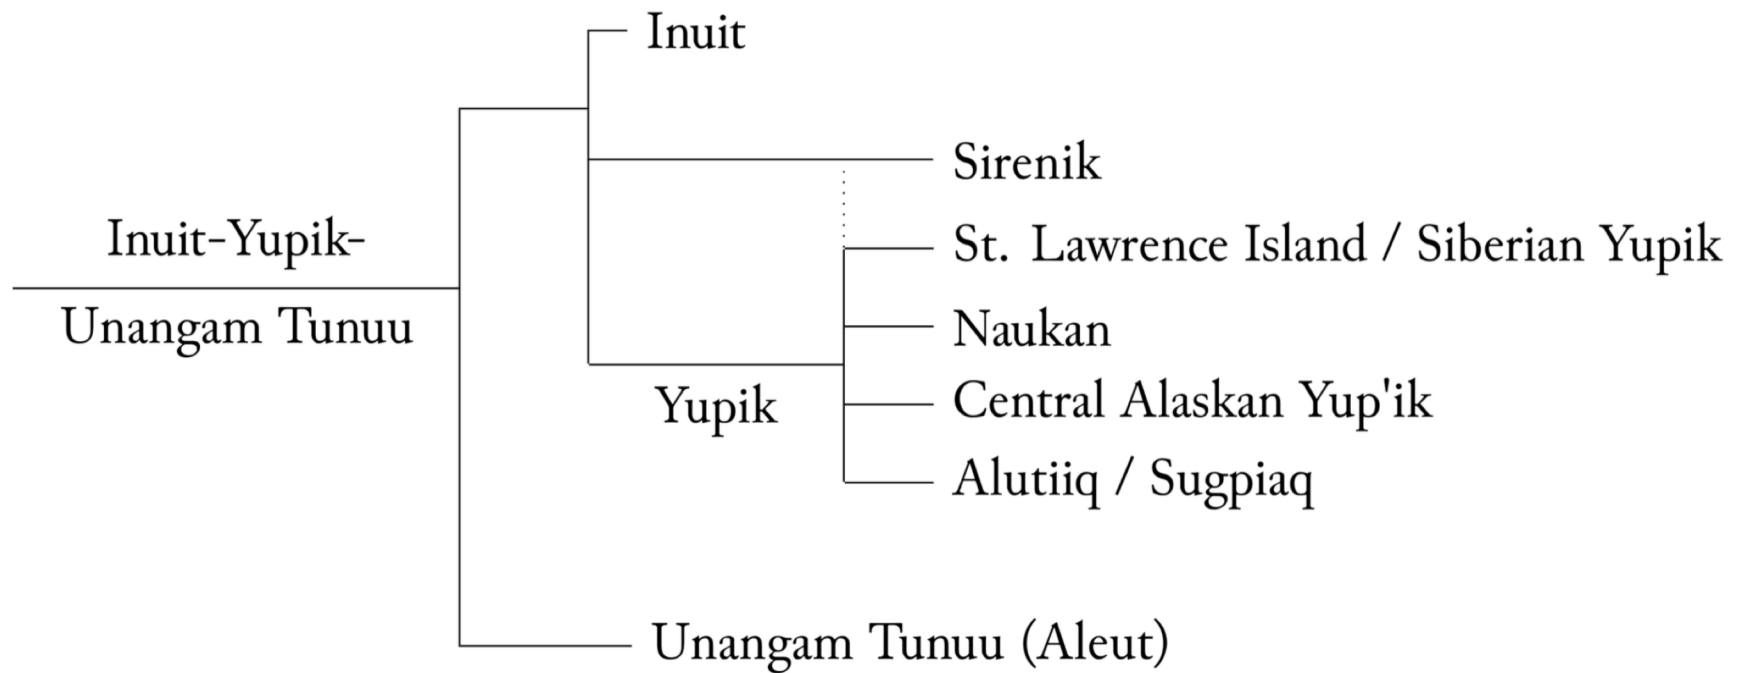 Inuit
Sirenik
Inuit-Yupik-
St. Lawrence Island / Siberian Yupik
Unangam Tunuu
Naukan
Yupik
Central Alaskan Yup'ik
Alutiiq / Sugpiaq
Unangam Tunuu (Aleut)